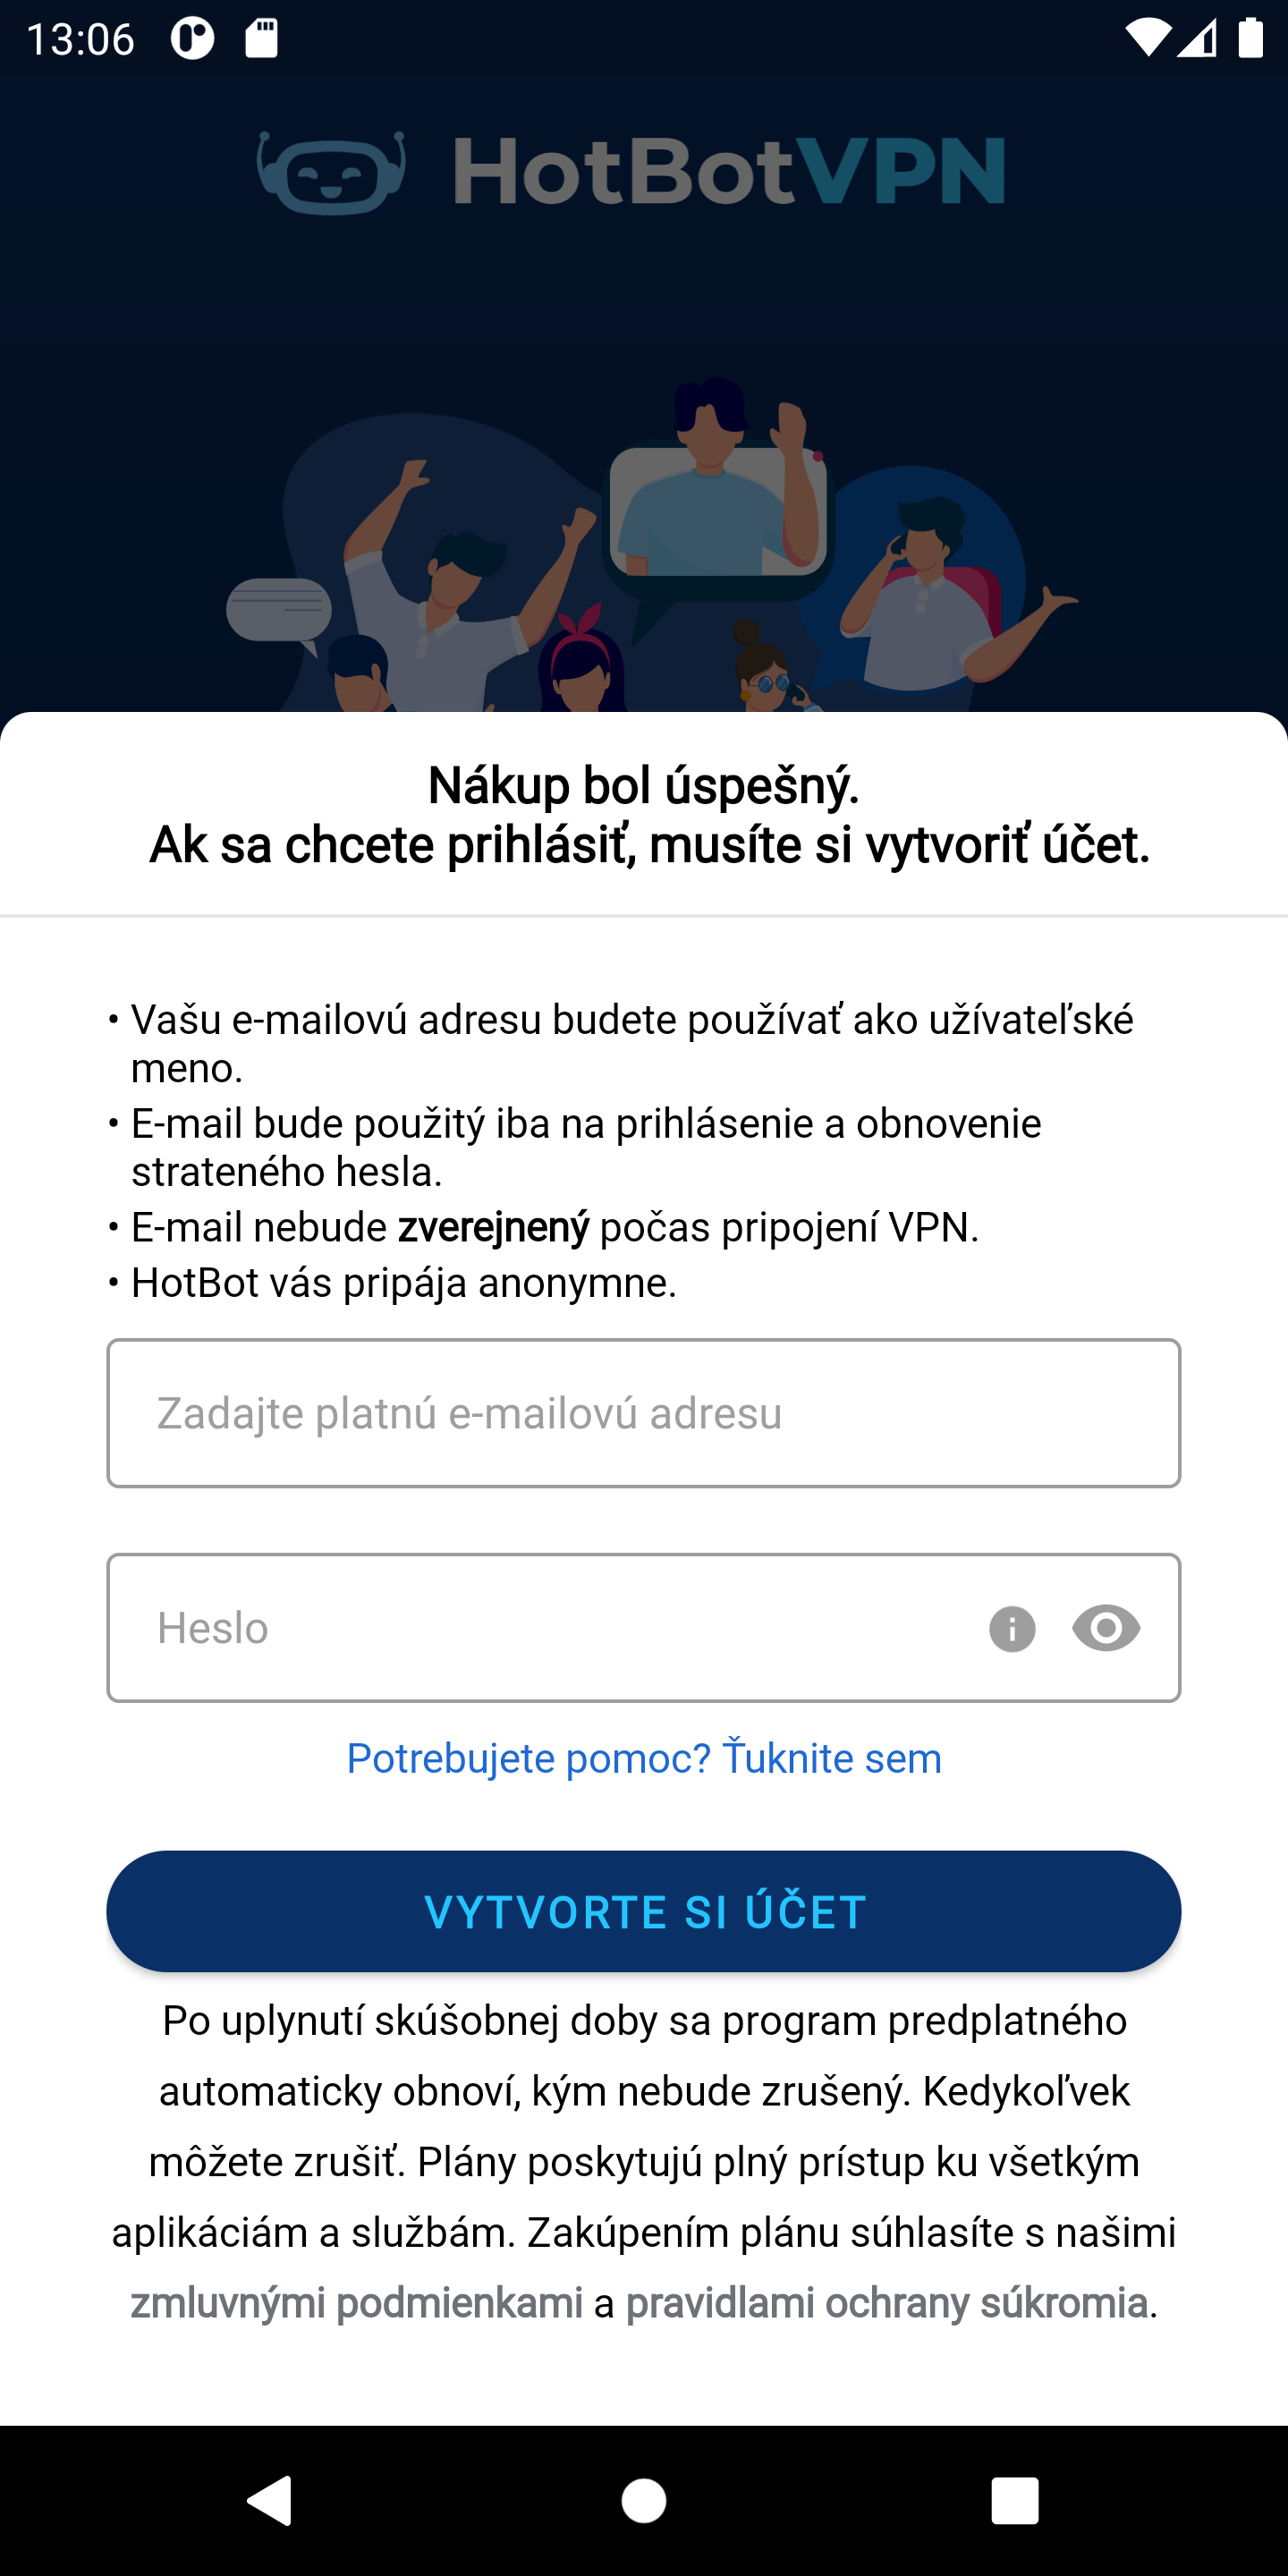 13:06
HotBotVPN
Nákup bol úspešný.
Ak sa chcete prihlásiť, musíte si vytvoriť účet.
• Vašu e-mailovú adresu budete používať ako užívateľské
meno.
• E-mail bude použitý iba na prihlásenie a obnovenie
strateného hesla.
• E-mail nebude zverejnený počas pripojení VPN.
• HotBot vás pripája anonymne.
Zadajte platnú e-mailovú adresu
Heslo
Potrebujete pomoc? Ťuknite sem
VYTVORTE SI ÚČET
Po uplynutí skúšobnej doby sa program predplatného
automaticky obnoví, kým nebude zrušený. Kedykoľvek
môžete zrušiť. Plány poskytujú plný prístup ku všetkým
aplikáciám a službám. Zakúpením plánu súhlasíte s našimi
zmluvnými podmienkami a pravidlami ochrany súkromia.